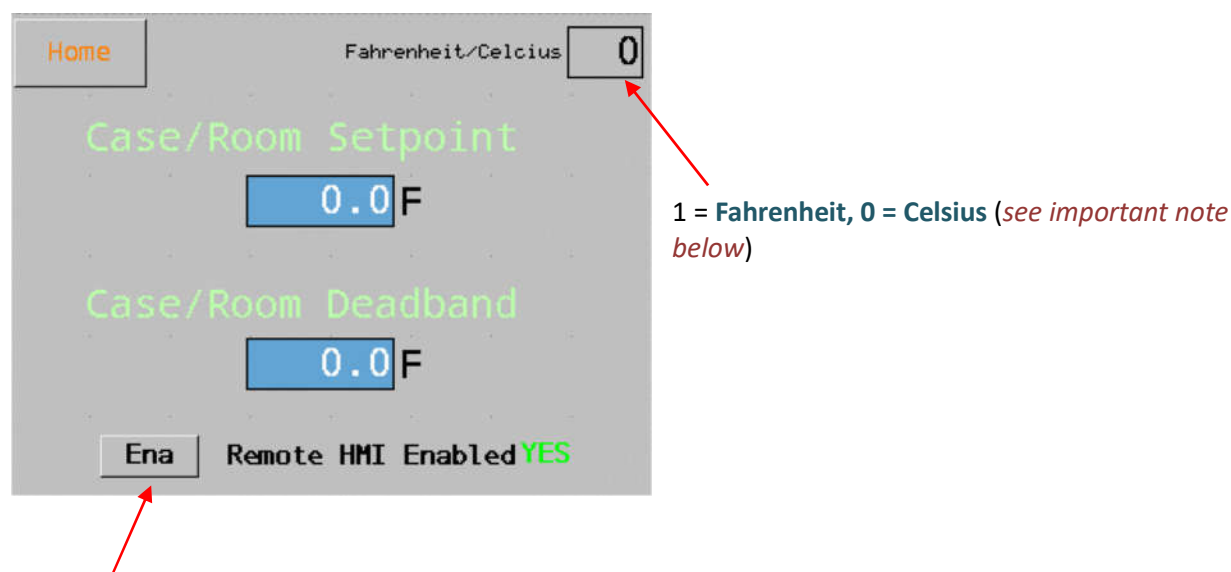 Home
Fahrenheit/Celcius 0
Case/Room Setpoint
0.0 F
1 = Fahrenheit, 0 = Celsius (see important note
below)
Case/Room Deadband
0.0 F
Ena Remote HMI Enabled YES